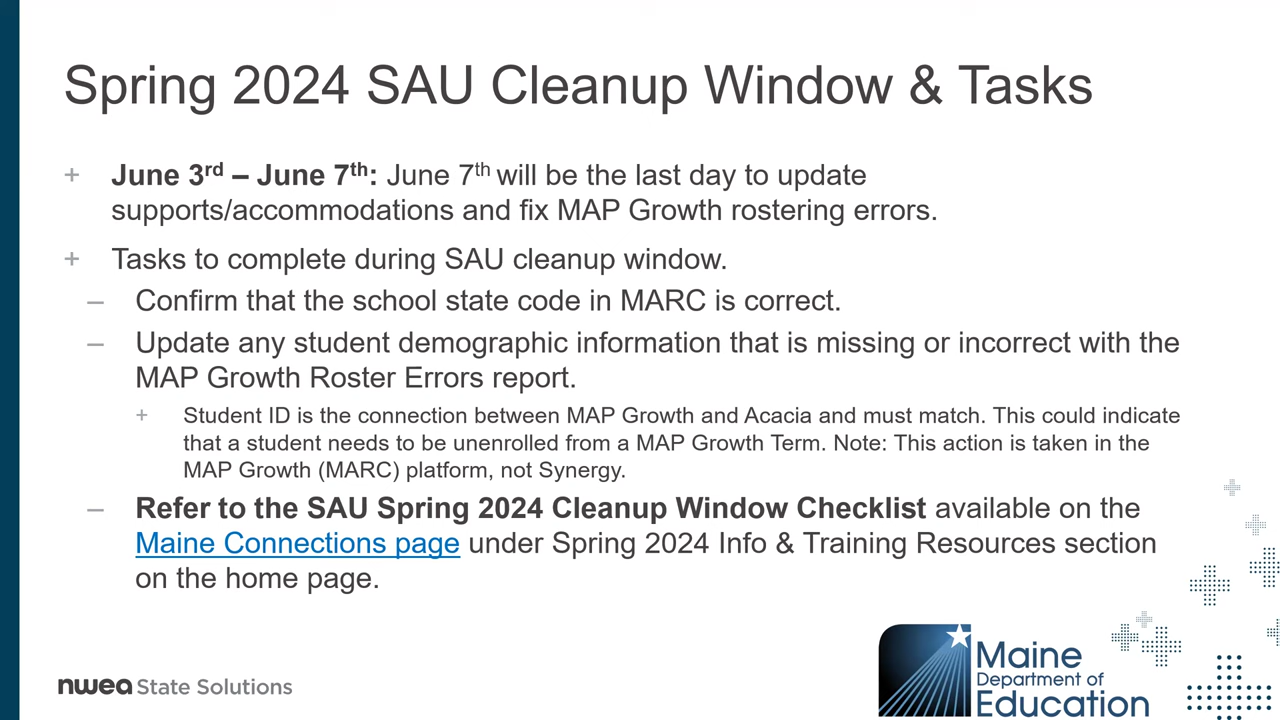 Spring 2024 SAU Cleanup Window & Tasks
+ June 3rd – June 7th: June 7th will be the last day to update
supports/accommodations and fix MAP Growth rostering errors.
+ Tasks to complete during SAU cleanup window.
– Confirm that the school state code in MARC is correct.
– Update any student demographic information that is missing or incorrect with the
MAP Growth Roster Errors report.
+ Student ID is the connection between MAP Growth and Acacia and must match. This could indicate
that a student needs to be unenrolled from a MAP Growth Term. Note: This action is taken in the
MAP Growth (MARC) platform, not Synergy.
– Refer to the SAU Spring 2024 Cleanup Window Checklist available on the
Maine Connections page under Spring 2024 Info & Training Resources section
on the home page.
nwea State Solutions
Maine
Department of
Education